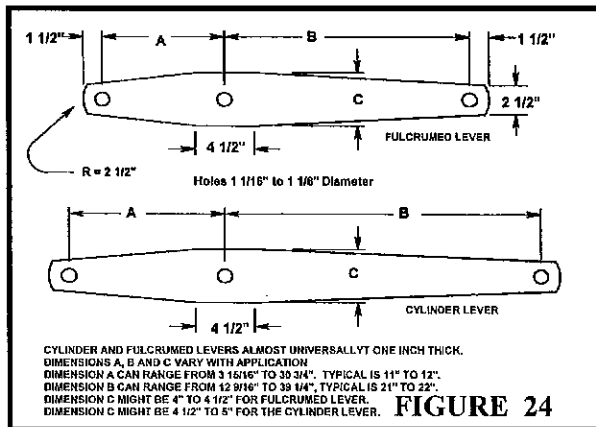 1 1/2" A B 1 1/2"
C 2 1/2"
4 1/2" FULCRUMED LEVER
R = 2 1/2"
Holes 1 1/16" to 1 1/8" Diameter
A B
C
CYLINDER LEVER
4 1/2"
CYLINDER AND FULCRUMED LEVERS ALMOST UNIVERSALLYT ONE INCH THICK.
DIMENSIONS A, B AND C VARY WITH APPLICATION
DIMENSION A CAN RANGE FROM 3 15/16" TO 30 3/4". TYPICAL IS 11" TO 12".
DIMENSION B CAN RANGE FROM 12 9/16" TO 39 1/4", TYPICAL IS 21" TO 22".
DIMENSION C MIGHT BE 4" TO 4 1/2" FOR FULCRUMED LEVER.
DIMENSION C MIGHT BE 4 1/2" TO 5" FOR THE CYLINDER LEVER. FIGURE 24